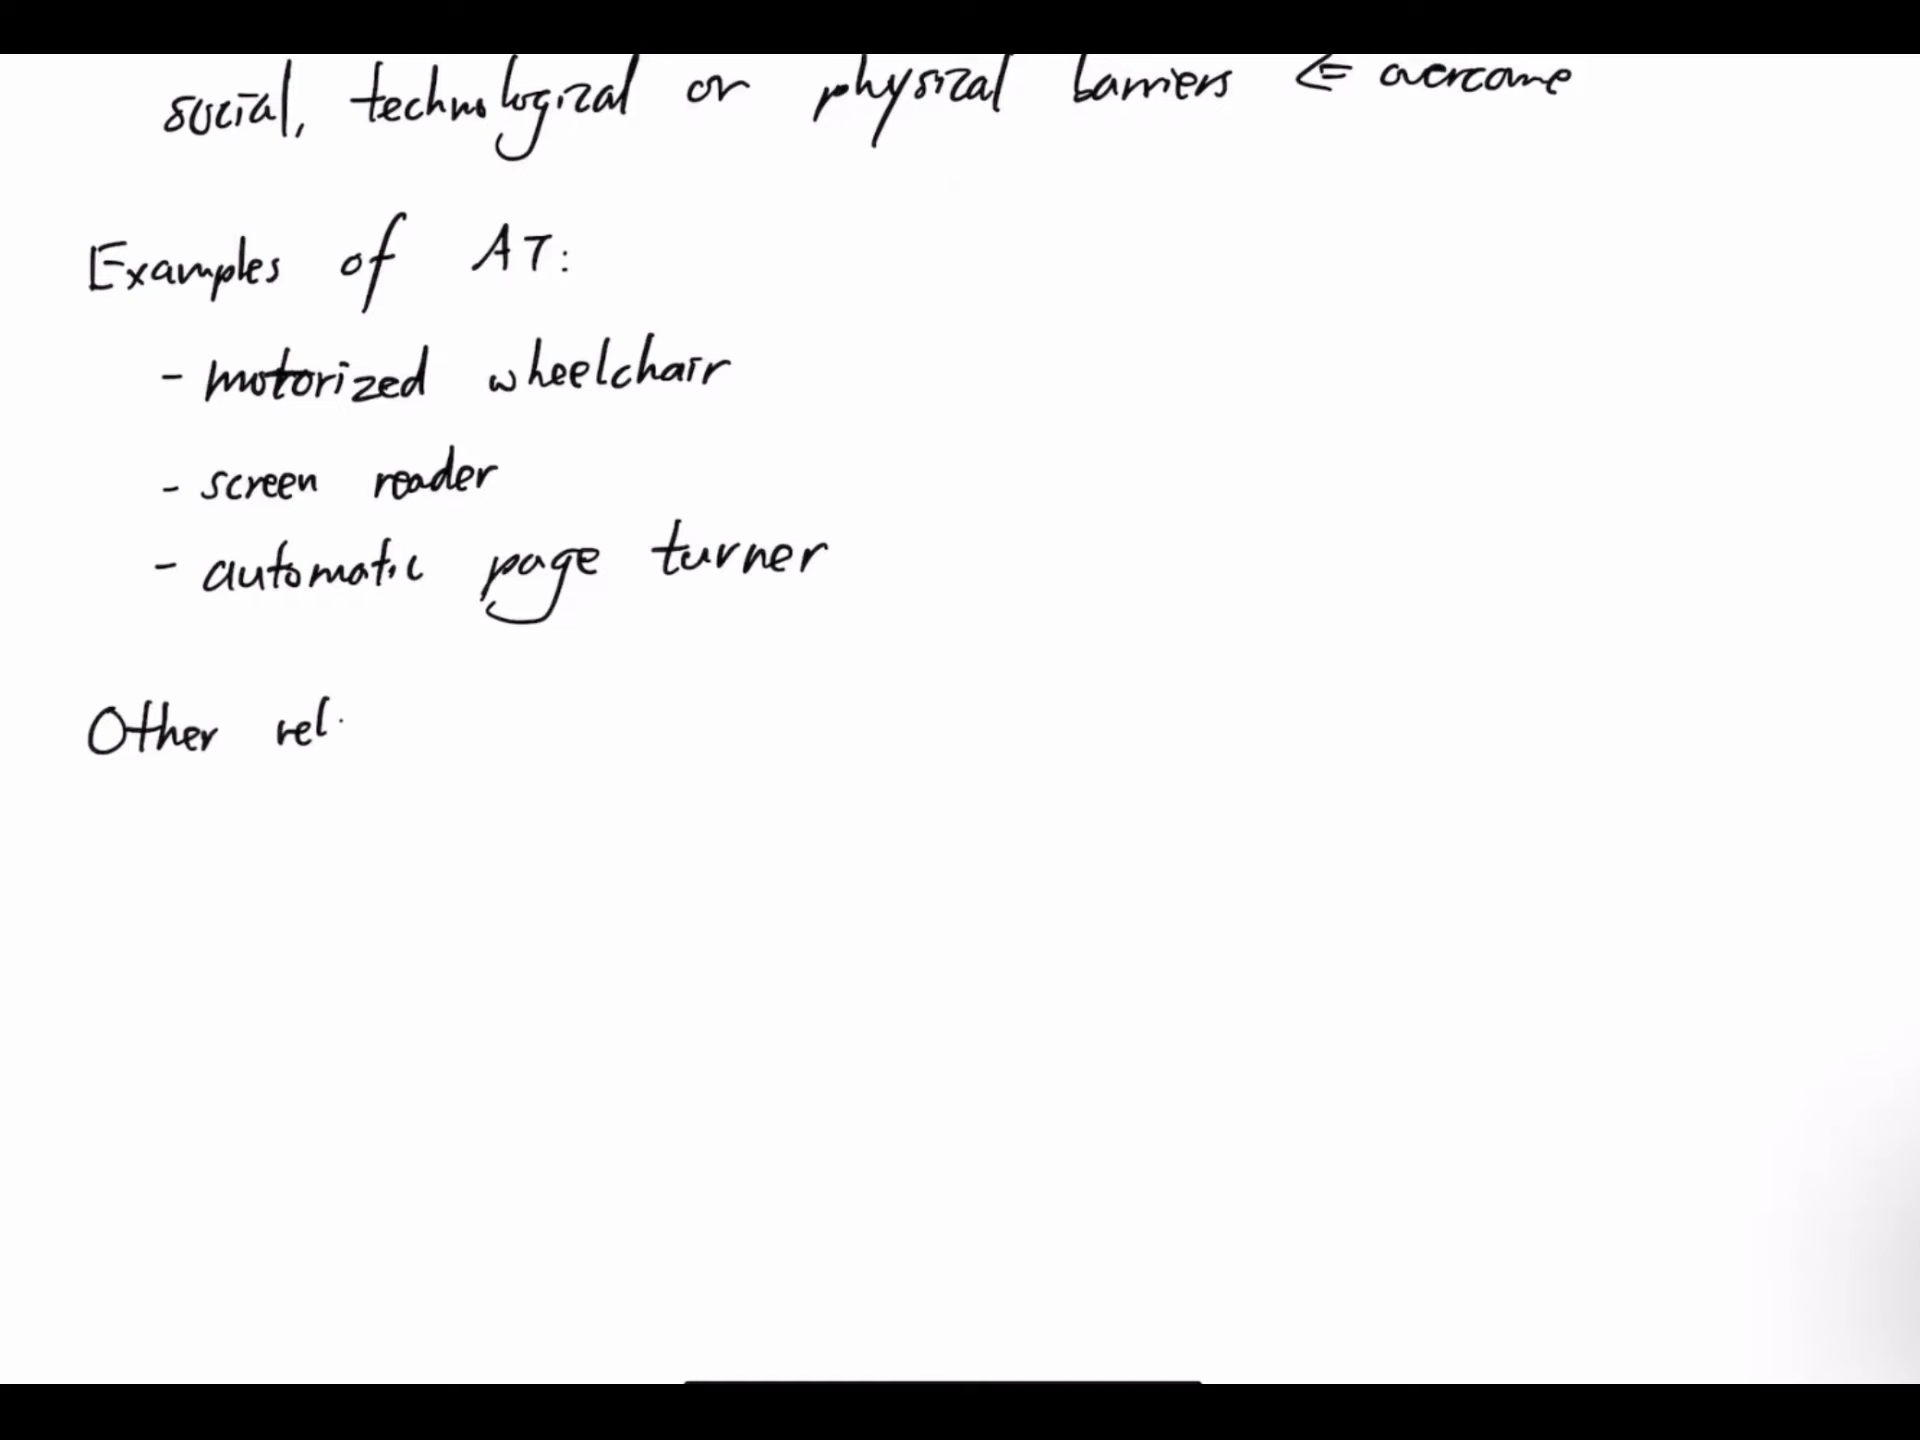 social, technological or physical barriers <= overcome
Examples of AT:
- motorized wheelchair
- screen reader
- automatic page turner
Other rel